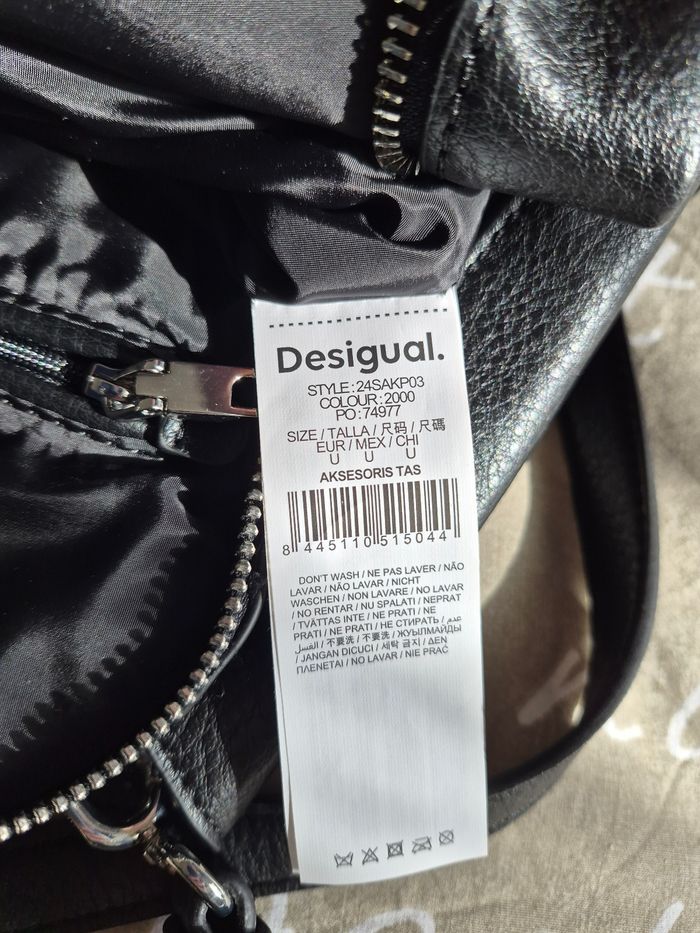 Desigual.
STYLE:24SAKP03
COLOUR:2000
PO:74977
SIZE / TALLA / 尺码 / 尺碼
EUR / MEX / CHI
U U U
AKSESORIS TAS
8 445110 515044
DON'T WASH / NE PAS LAVER / NÃO
LAVAR / NÃO LAVAR / NICHT
WASCHEN / NON LAVARE / NO LAVAR
/ NO RENTAR / NU SPALATI / NEPRAT
/ TVÄTTAS INTE / NE PRATI / NE
PRATI / NE PRATI / НЕ СТИРАТЬ / عدم
الغسل / 不要洗 / 不要洗 / ЖУЫЛМАЙДЫ
/ JANGAN DICUCI / 세탁 금지 / ΔΕΝ
ΠΛΕΝΕΤΑΙ / NO LAVAR / NIE PRAĆ